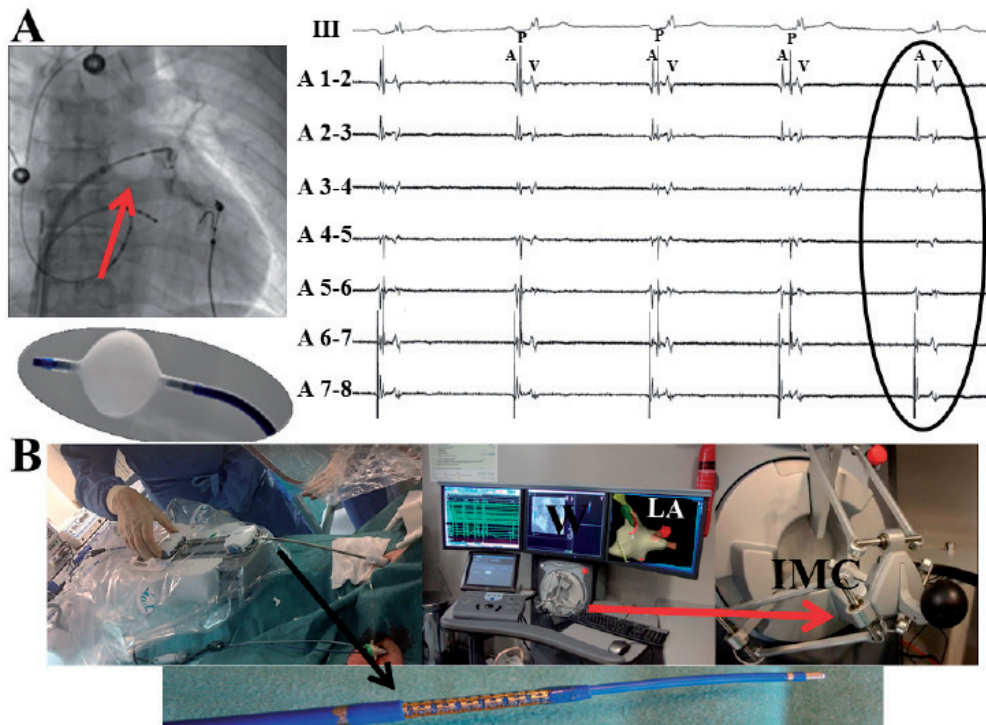 A
III
P P P
A V A V A V A V
A 1-2
A 2-3
A 3-4
A 4-5
A 5-6
A 6-7
A 7-8
B
W
LA
IMC